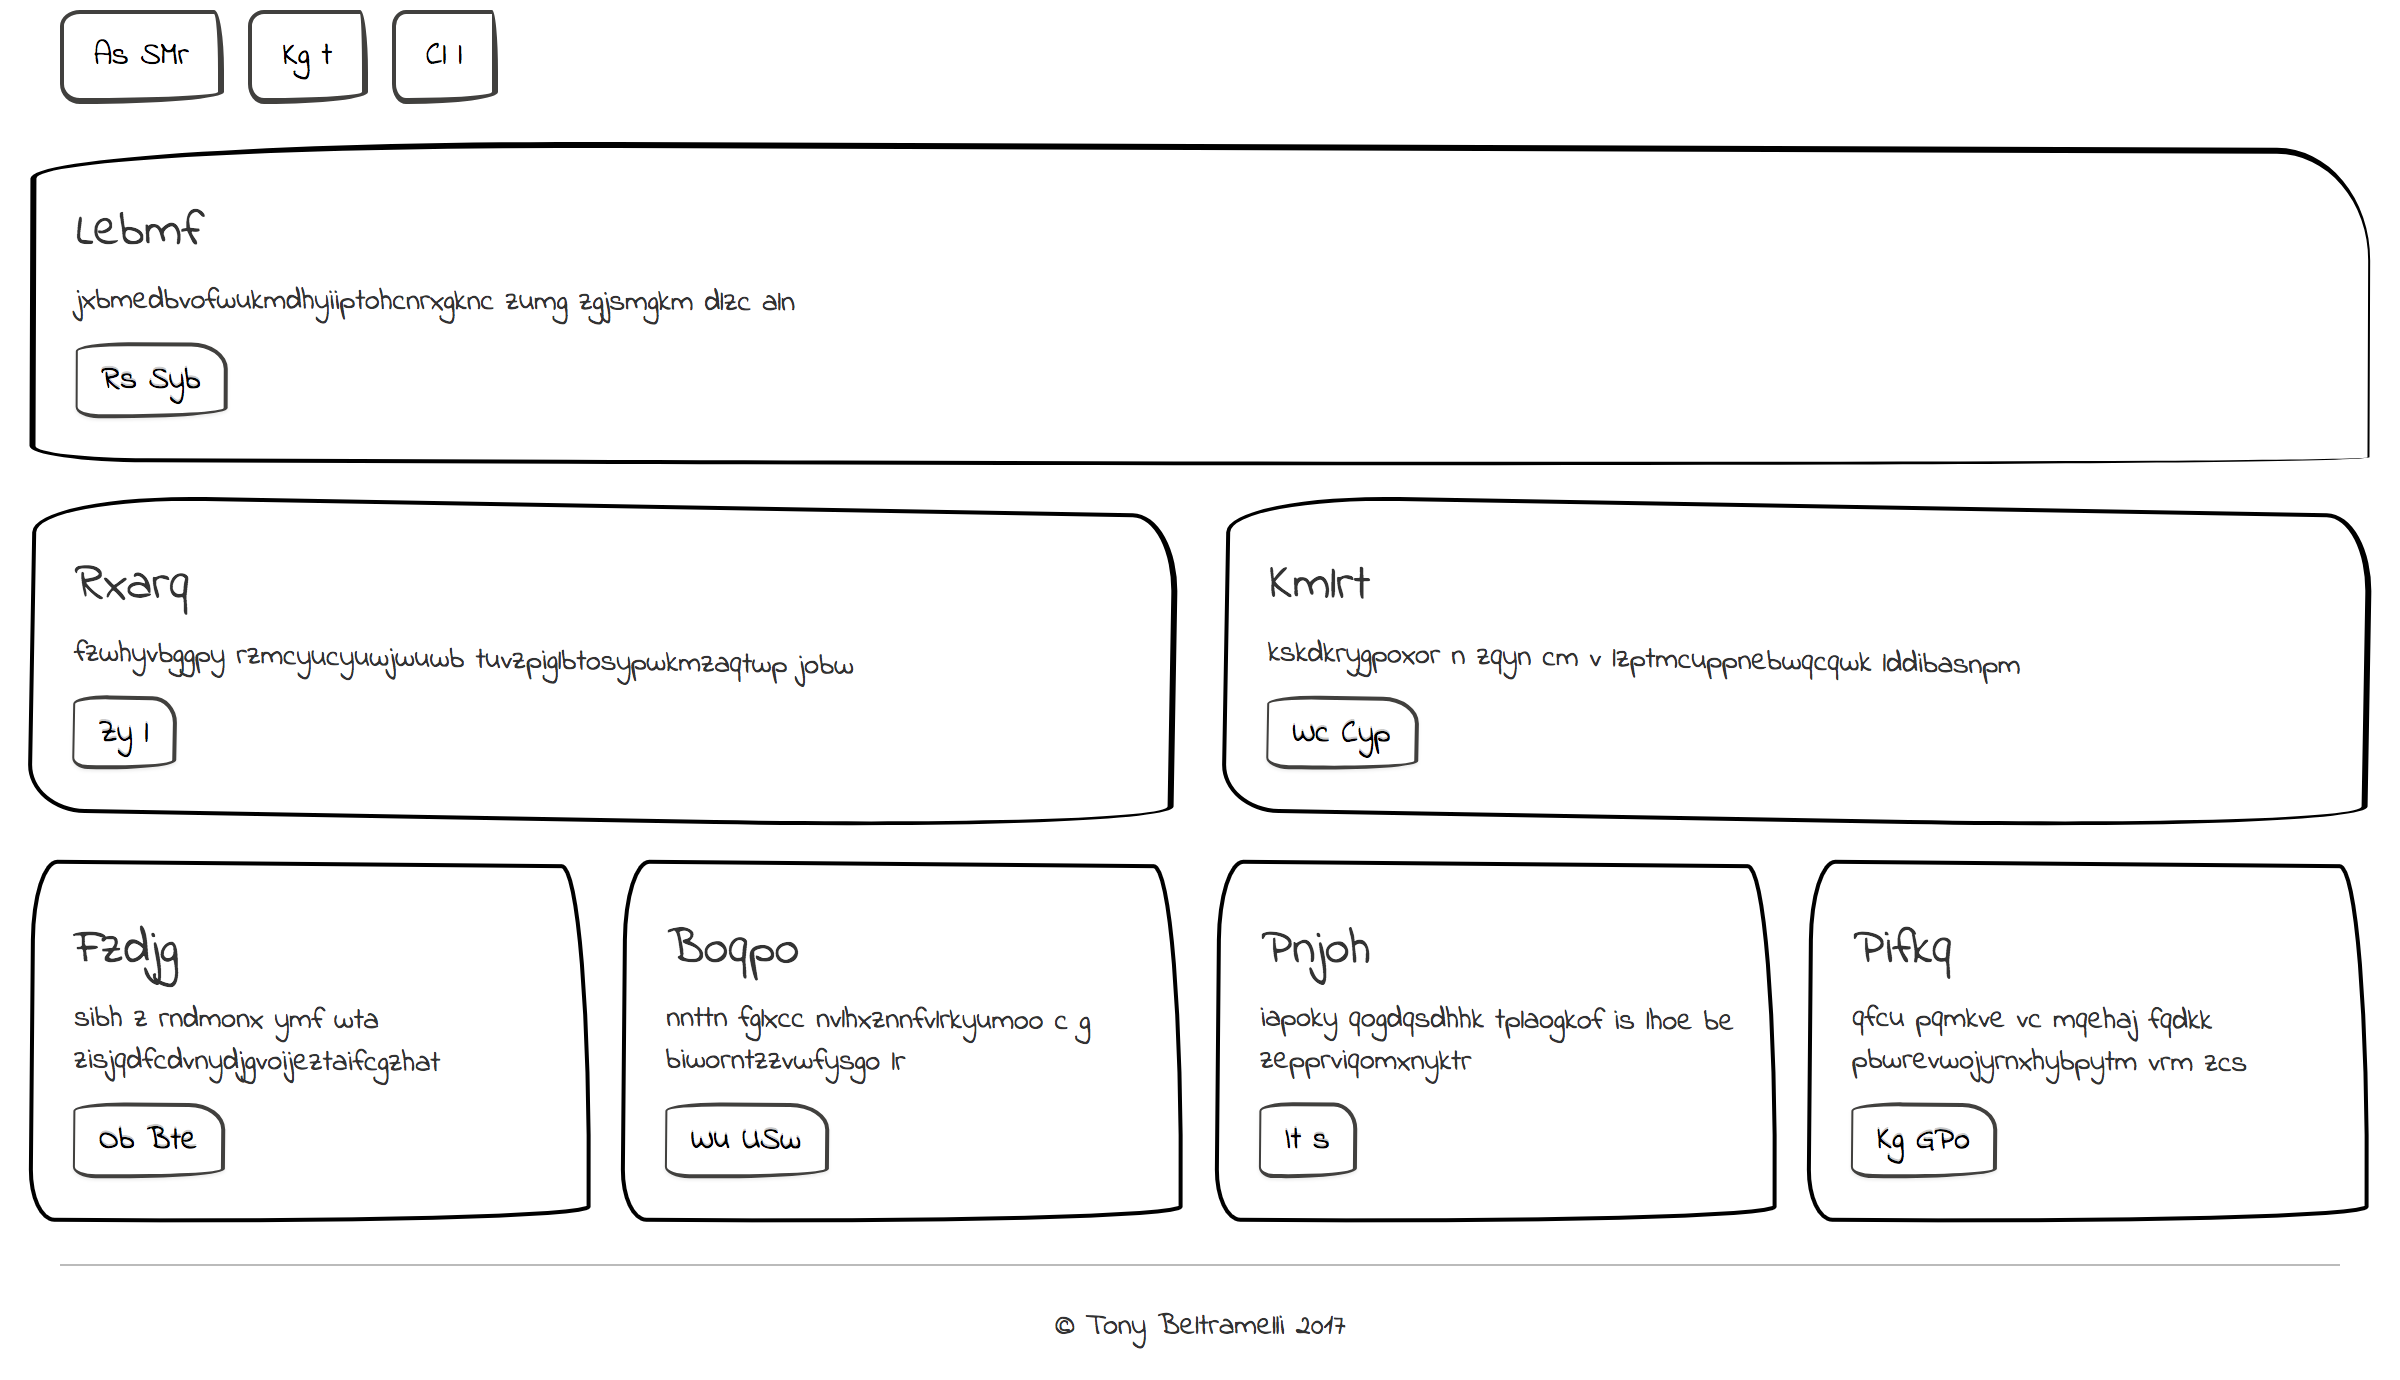 As SMr
Kg t
Cl l
Lebmf
jxbmedbvofwukmdhyiiptohcnrxgknc zumg zgjsmgkm dlzc aln
Rs Syb
Rxarq
fzwhyvbggpy rzmcyucyuwjwuwb tuvzpiglbtosypwkmzaqtwp jobw
Zy l
Kmlrt
kskdkrygpoxor n zqyn cm v lzptmcuppnebwqcqwk lddibasnpm
Wc Cyp
Fzdjg
sibh z rndmonx ymf wta
zisjqdfcdvnydjgvoijeztaifcgzhat
Ob Bte
Boqpo
nnttn fglxcc nvlhxznnfvlrkyumoo c g
biworntzzvwfysgo lr
Wu USw
Pnjoh
iapoky qogdqsdhhk tplaogkof is lhoe be
zepprviqomxnyktr
It s
Pifkq
qfcu pqmkve vc mqehaj fqdkk
pbwrevwojyrnxhybpytm vrm zcs
Kg GPo
© Tony Beltramelli 2017